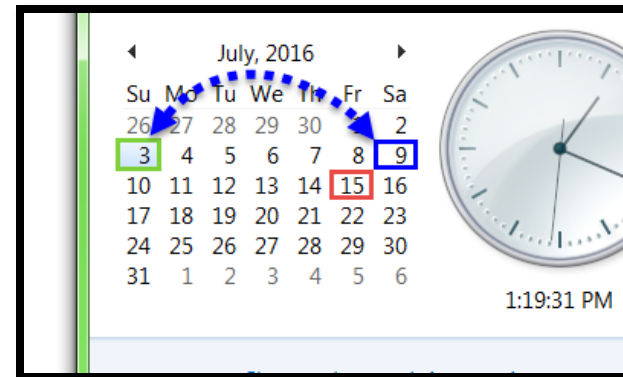 July, 2016
Su Mo Tu We Th Fr Sa
26 27 28 29 30 1 2
3 4 5 6 7 8 9
10 11 12 13 14 15 16
17 18 19 20 21 22 23
24 25 26 27 28 29 30
31 1 2 3 4 5 6
1:19:31 PM